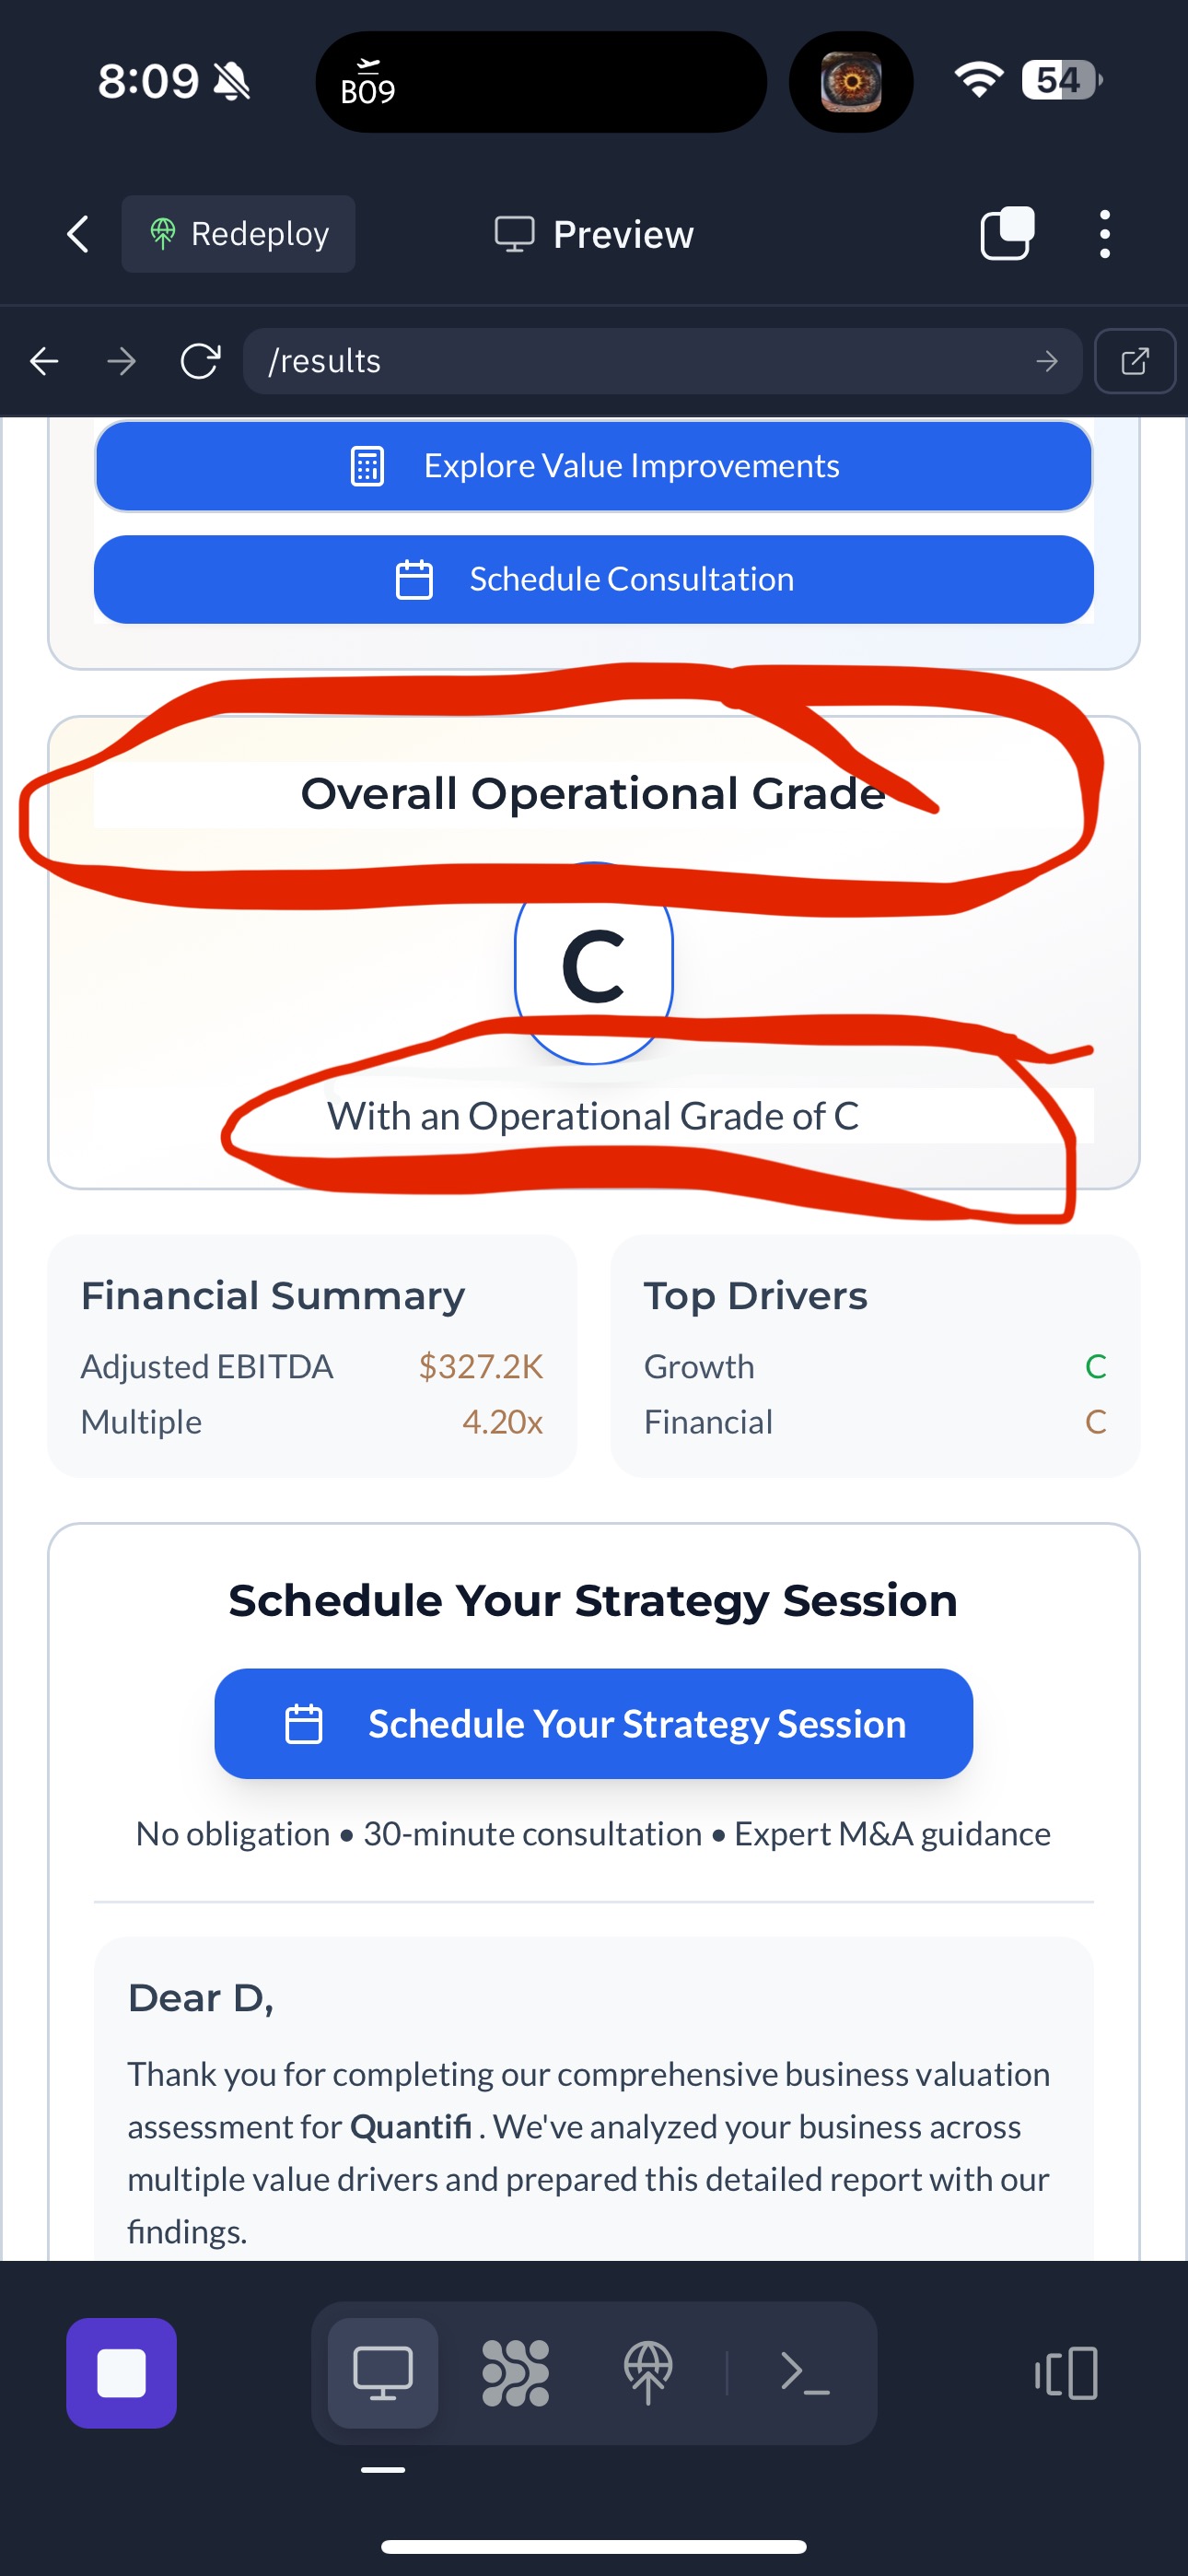 8:09
B09
54
Redeploy
Preview
/results
Explore Value Improvements
Schedule Consultation
Overall Operational Grade
C
With an Operational Grade of C
Financial Summary
Adjusted EBITDA $327.2K
Multiple 4.20x
Top Drivers
Growth C
Financial C
Schedule Your Strategy Session
Schedule Your Strategy Session
No obligation • 30-minute consultation • Expert M&A guidance
Dear D,
Thank you for completing our comprehensive business valuation
assessment for Quantifi . We've analyzed your business across
multiple value drivers and prepared this detailed report with our
findings.